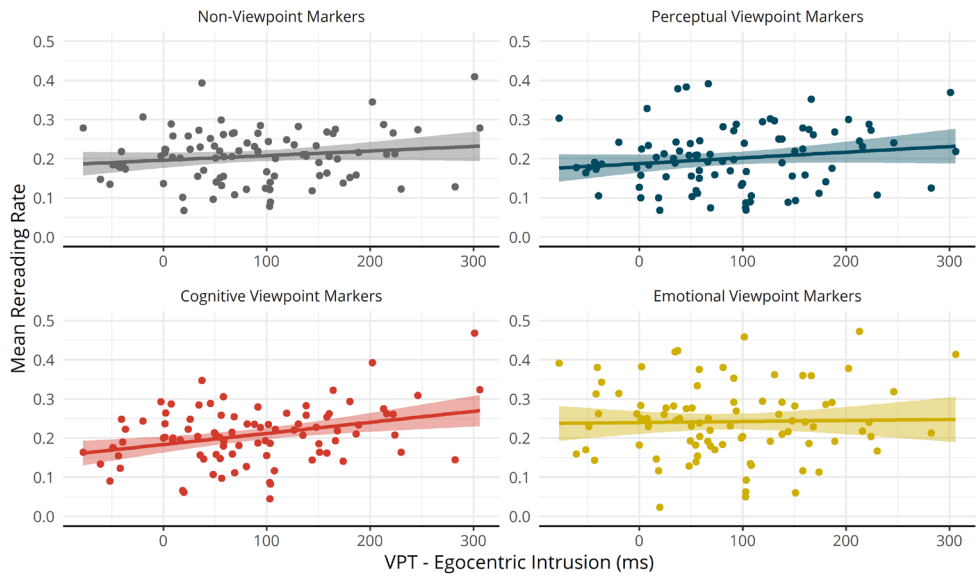 Non-Viewpoint Markers
Perceptual Viewpoint Markers
0.5
0.4
0.3
0.2
0.1
0.0
0.5
0.4
0.3
0.2
0.1
0.0
0 100 200 300
0 100 200 300
Cognitive Viewpoint Markers
Emotional Viewpoint Markers
0.5
0.4
0.3
0.2
0.1
0.0
0.5
0.4
0.3
0.2
0.1
0.0
0 100 200 300
0 100 200 300
Mean Rereading Rate
VPT - Egocentric Intrusion (ms)